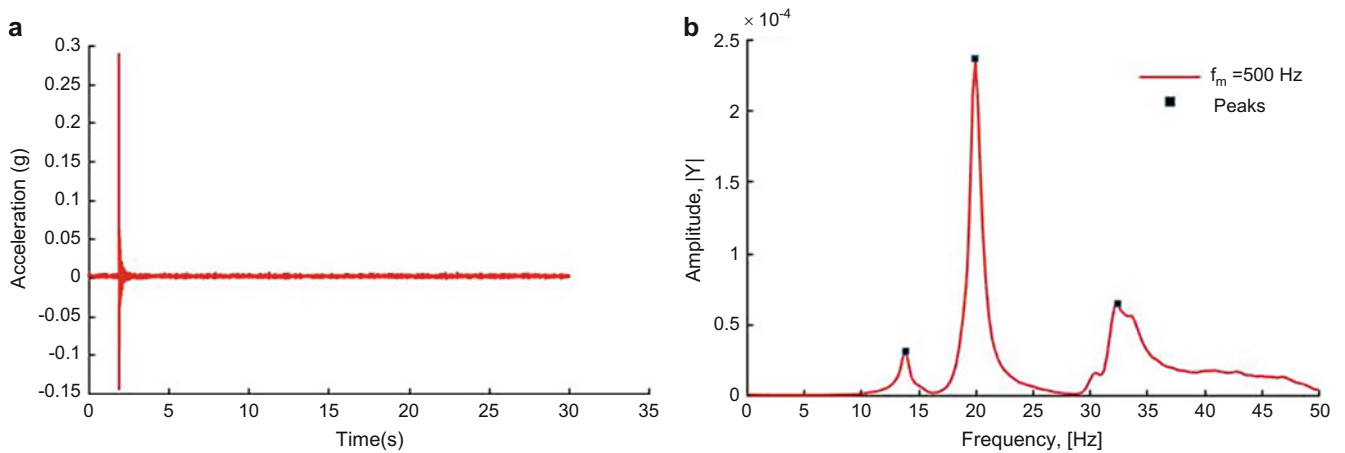 a
0.3
0.25
0.2
0.15
0.1
0.05
0
-0.05
-0.1
-0.15
Acceleration (g)
0 5 10 15 20 25 30 35
Time(s)
b
× 10⁻⁴
2.5
2
1.5
1
0.5
0
Amplitude, |Y|
fₘ =500 Hz
Peaks
0 5 10 15 20 25 30 35 40 45 50
Frequency, [Hz]